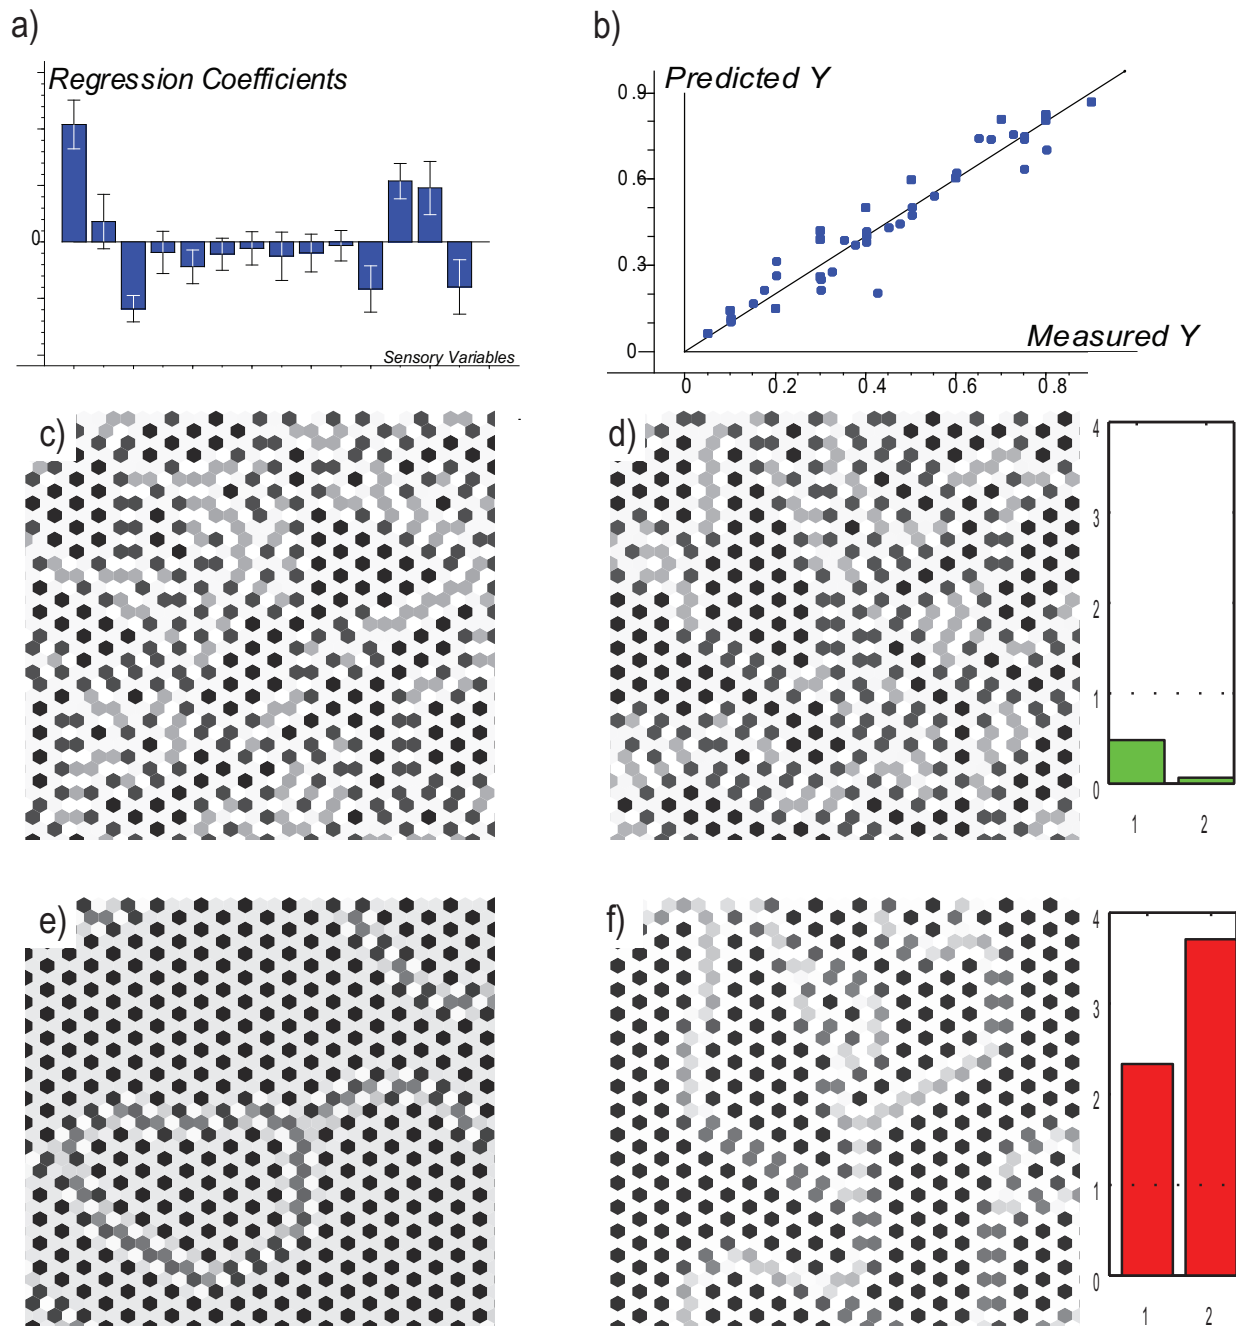 a)
Regression Coefficients
0
Sensory Variables
b)
Predicted Y
0.9
0.6
0.3
0
Measured Y
0 0.2 0.4 0.6 0.8
c)
d)
4
3
2
1
0
1 2
e)
f)
4
3
2
1
0
1 2